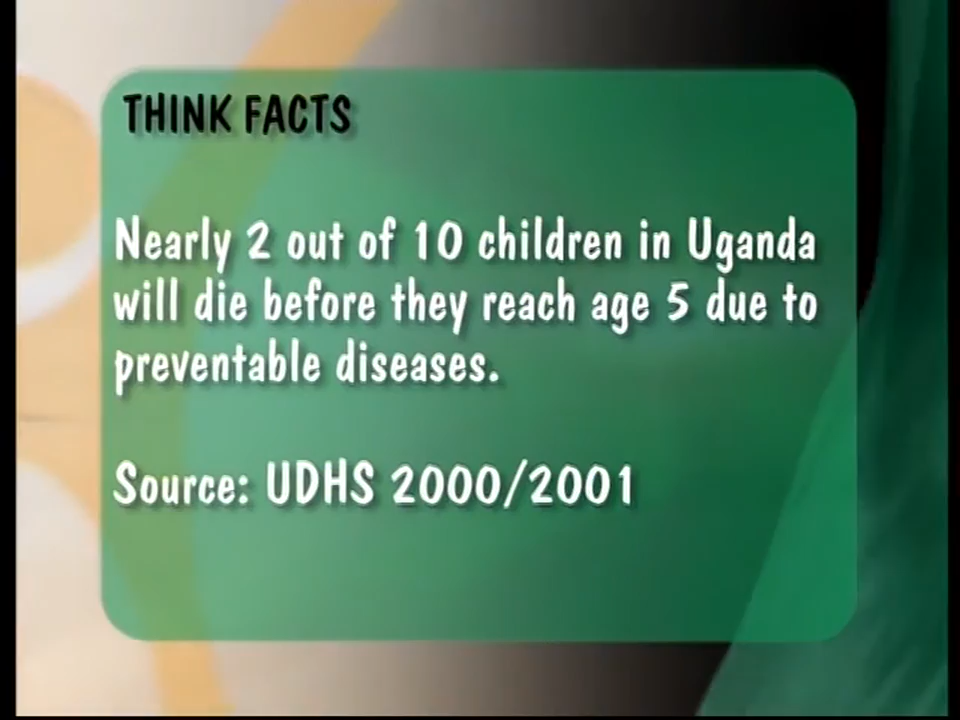 THINK FACTS
Nearly 2 out of 10 children in Uganda
will die before they reach age 5 due to
preventable diseases.
Source: UDHS 2000/2001